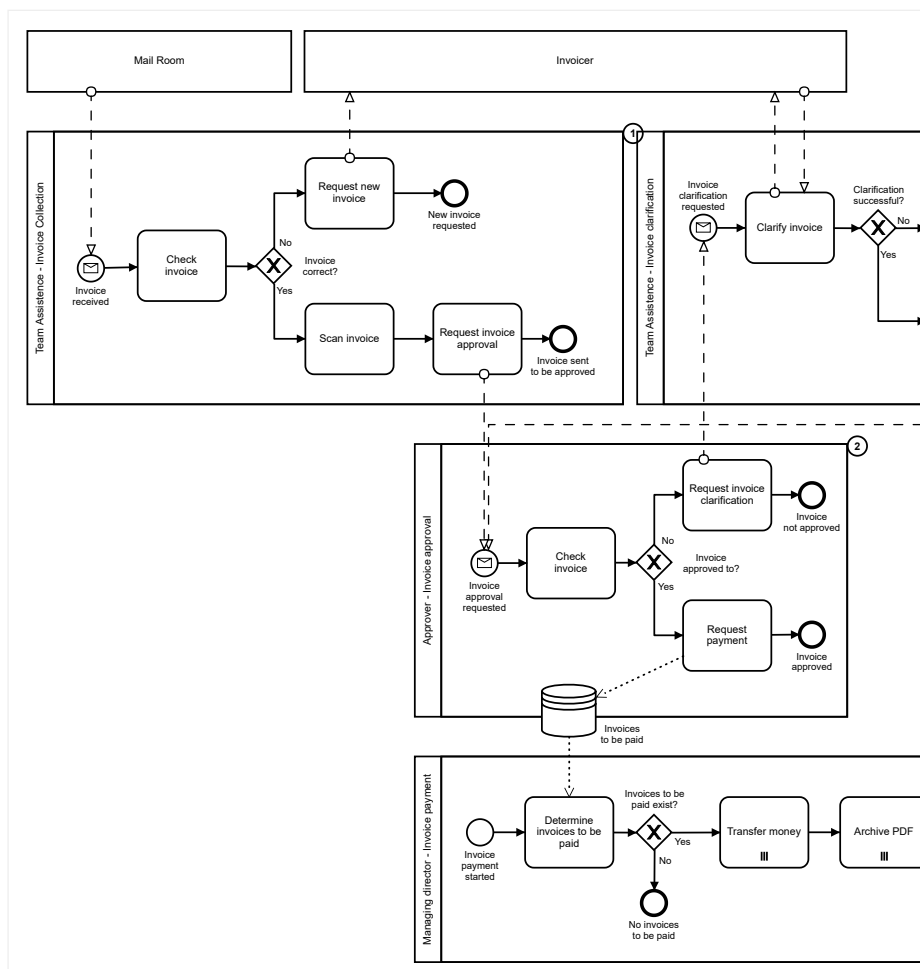 Mail Room
Invoicer
1
Team Assistence - Invoice Collection
Request new
invoice
New invoice
requested
No
Check
invoice
Invoice
correct?
Invoice
received
Yes
Scan invoice
Request invoice
approval
Invoice sent
to be approved
Team Assistence - Invoice clarification
Invoice
clarification
requested
Clarify invoice
Clarification
successful?
No
Yes
2
Approver - Invoice approval
Request invoice
clarification
Invoice
not approved
No
Check
invoice
Invoice
approved to?
Invoice
approval
requested
Yes
Request
payment
Invoice
approved
Invoices
to be paid
Managing director - Invoice payment
Invoices to be
paid exist?
Determine
invoices to be
paid
Transfer money
Archive PDF
Yes
Invoice
payment
started
No
No invoices
to be paid